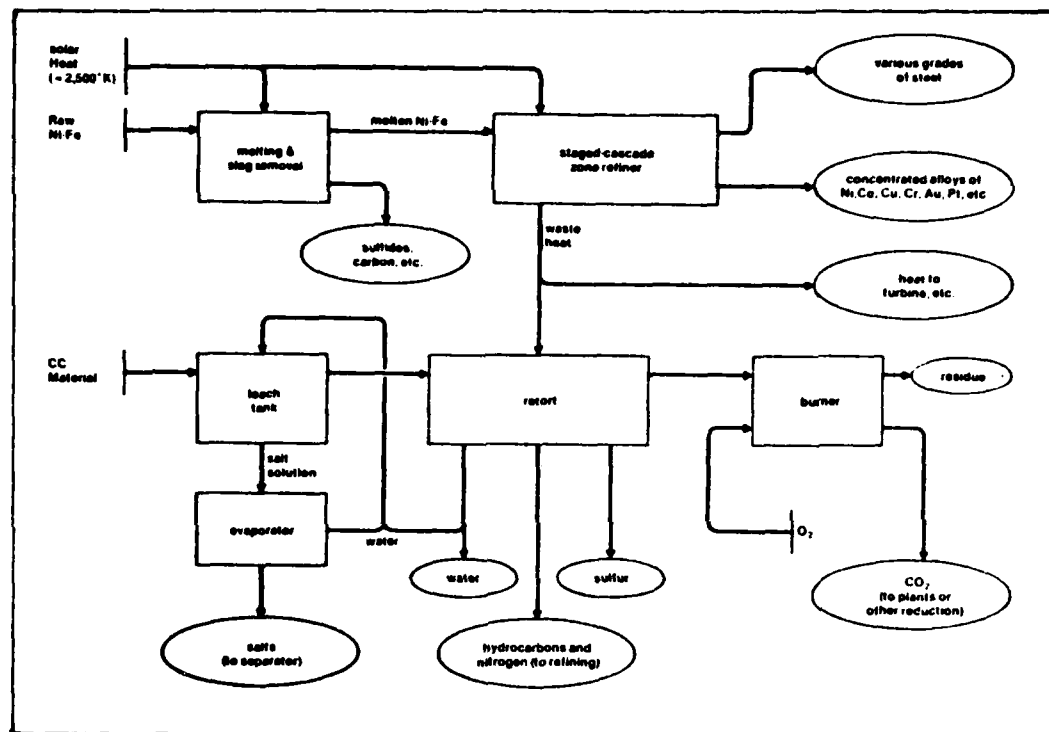 solar
Heat
(≈ 2,500°K)
various grades
of steel
Raw
Ni-Fe
molten Ni-Fe
melting &
slag removal
staged-cascade
zone refiner
concentrated alloys of
Ni, Co, Cu, Cr, Au, Pt, etc
waste
heat
sulfides,
carbon, etc.
heat to
turbine, etc.
CC
Material
leach
tank
retort
burner
residue
salt
solution
evaporator
water
O₂
water
sulfur
CO₂
(to plants or
other reduction)
salts
(to separator)
hydrocarbons and
nitrogen (to refining)